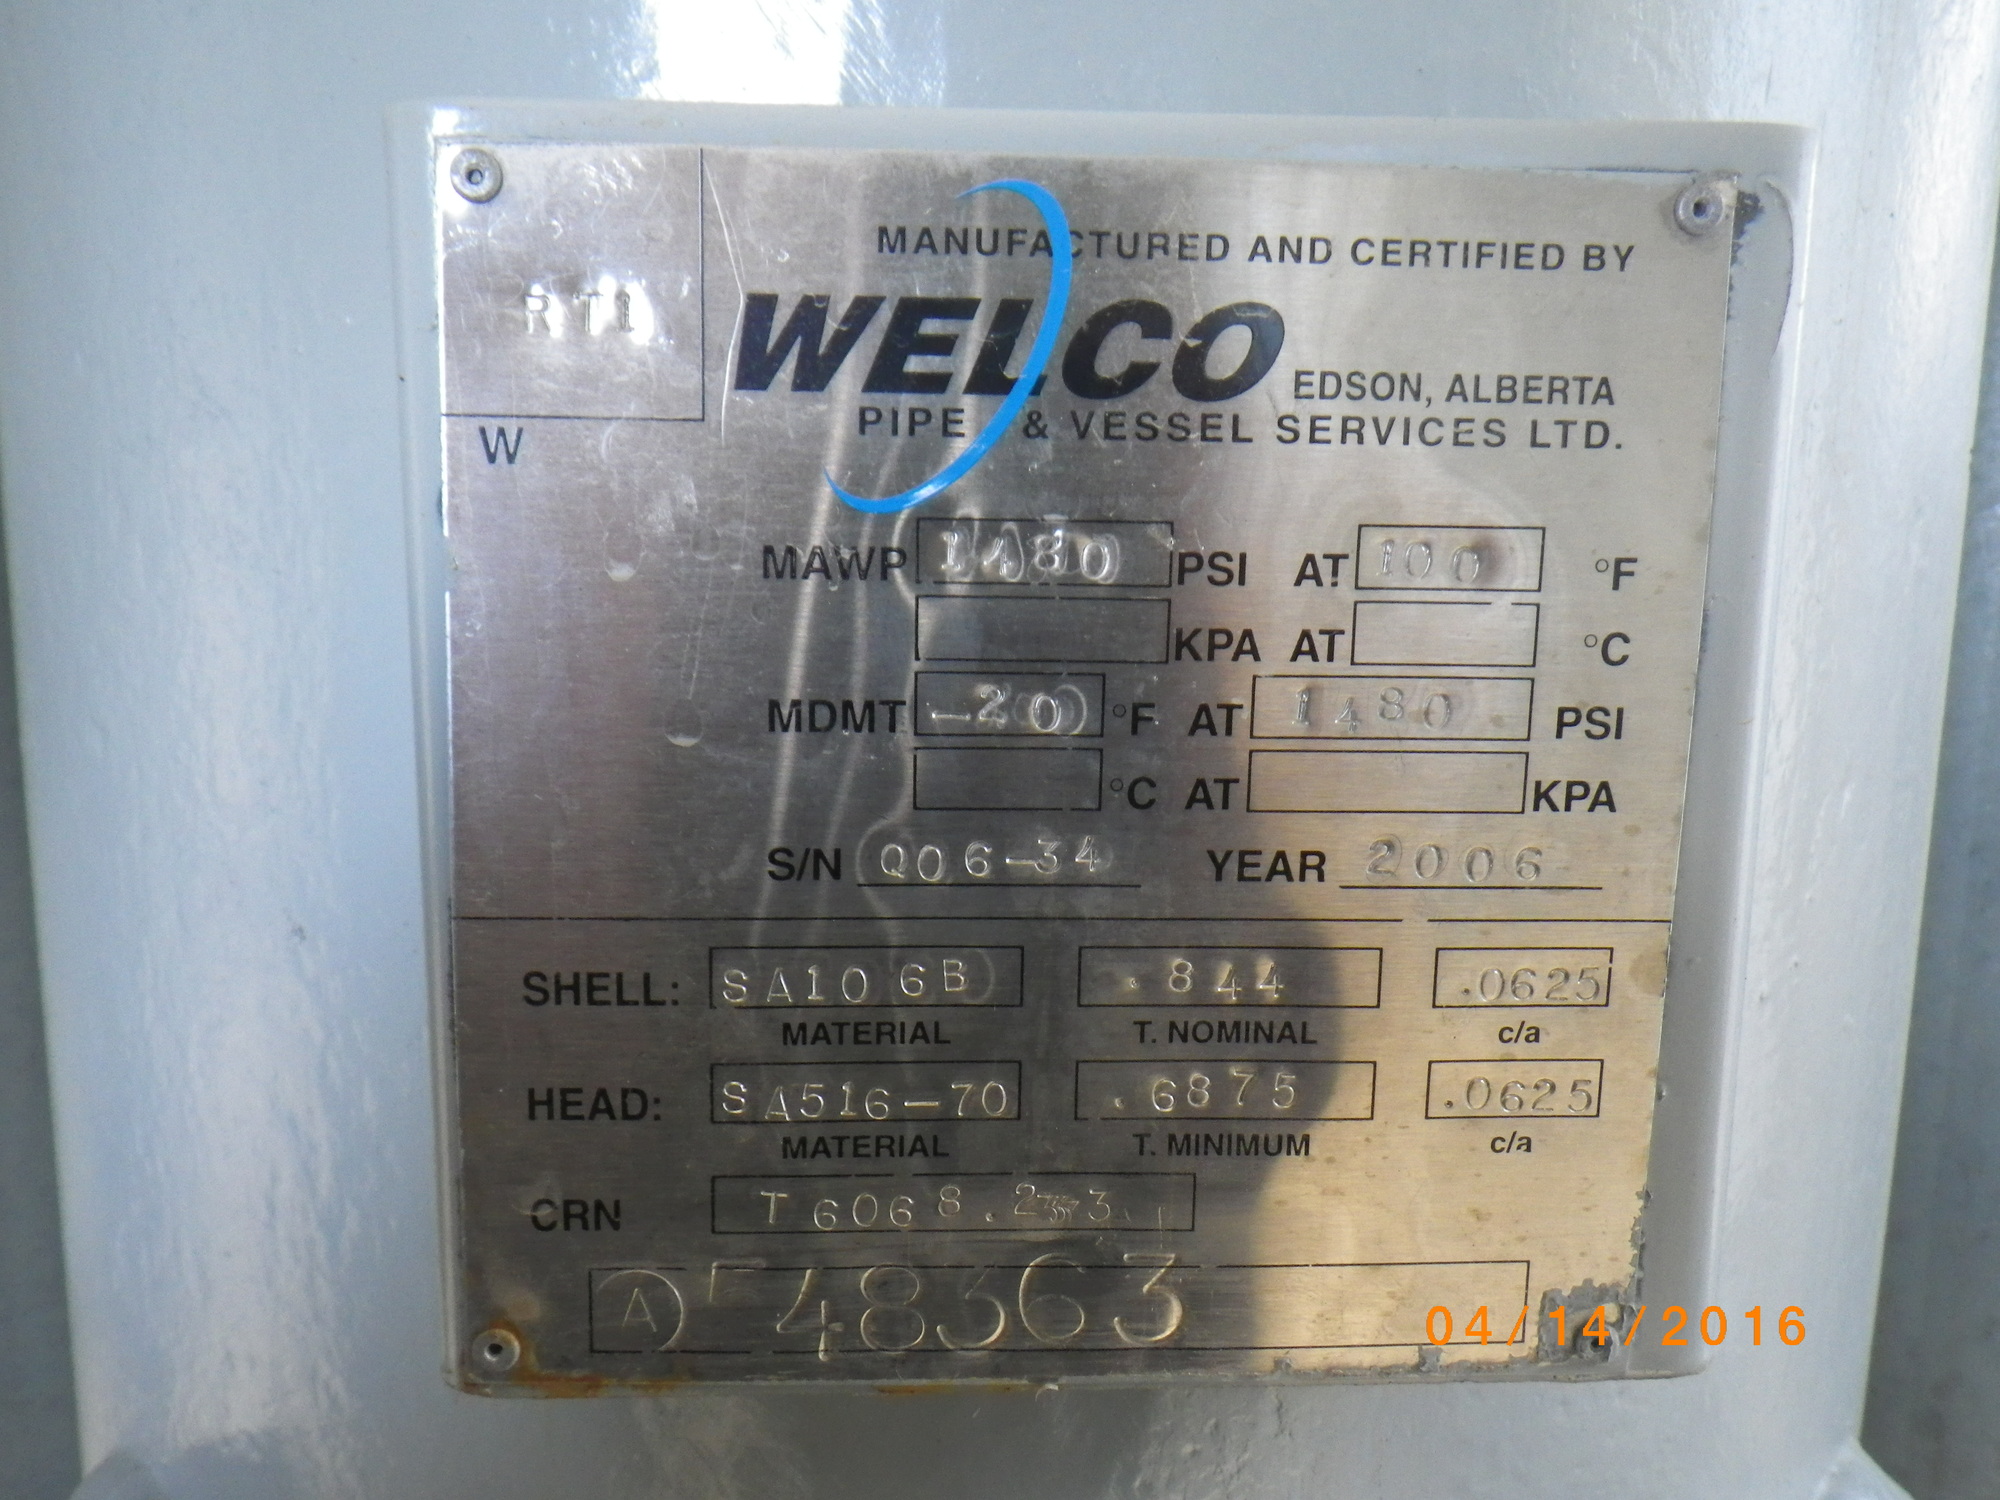 RT1
W
MANUFACTURED AND CERTIFIED BY
WELCO EDSON, ALBERTA
PIPE & VESSEL SERVICES LTD.
MAWP 1480 PSI AT 100 °F
KPA AT °C
MDMT -20 °F AT 1480 PSI
°C AT KPA
S/N Q06-34 YEAR 2006
SHELL: SA106B .844 .0625
MATERIAL T. NOMINAL c/a
HEAD: SA516-70 .6875 .0625
MATERIAL T. MINIMUM c/a
CRN
A 548363
04/14/2016